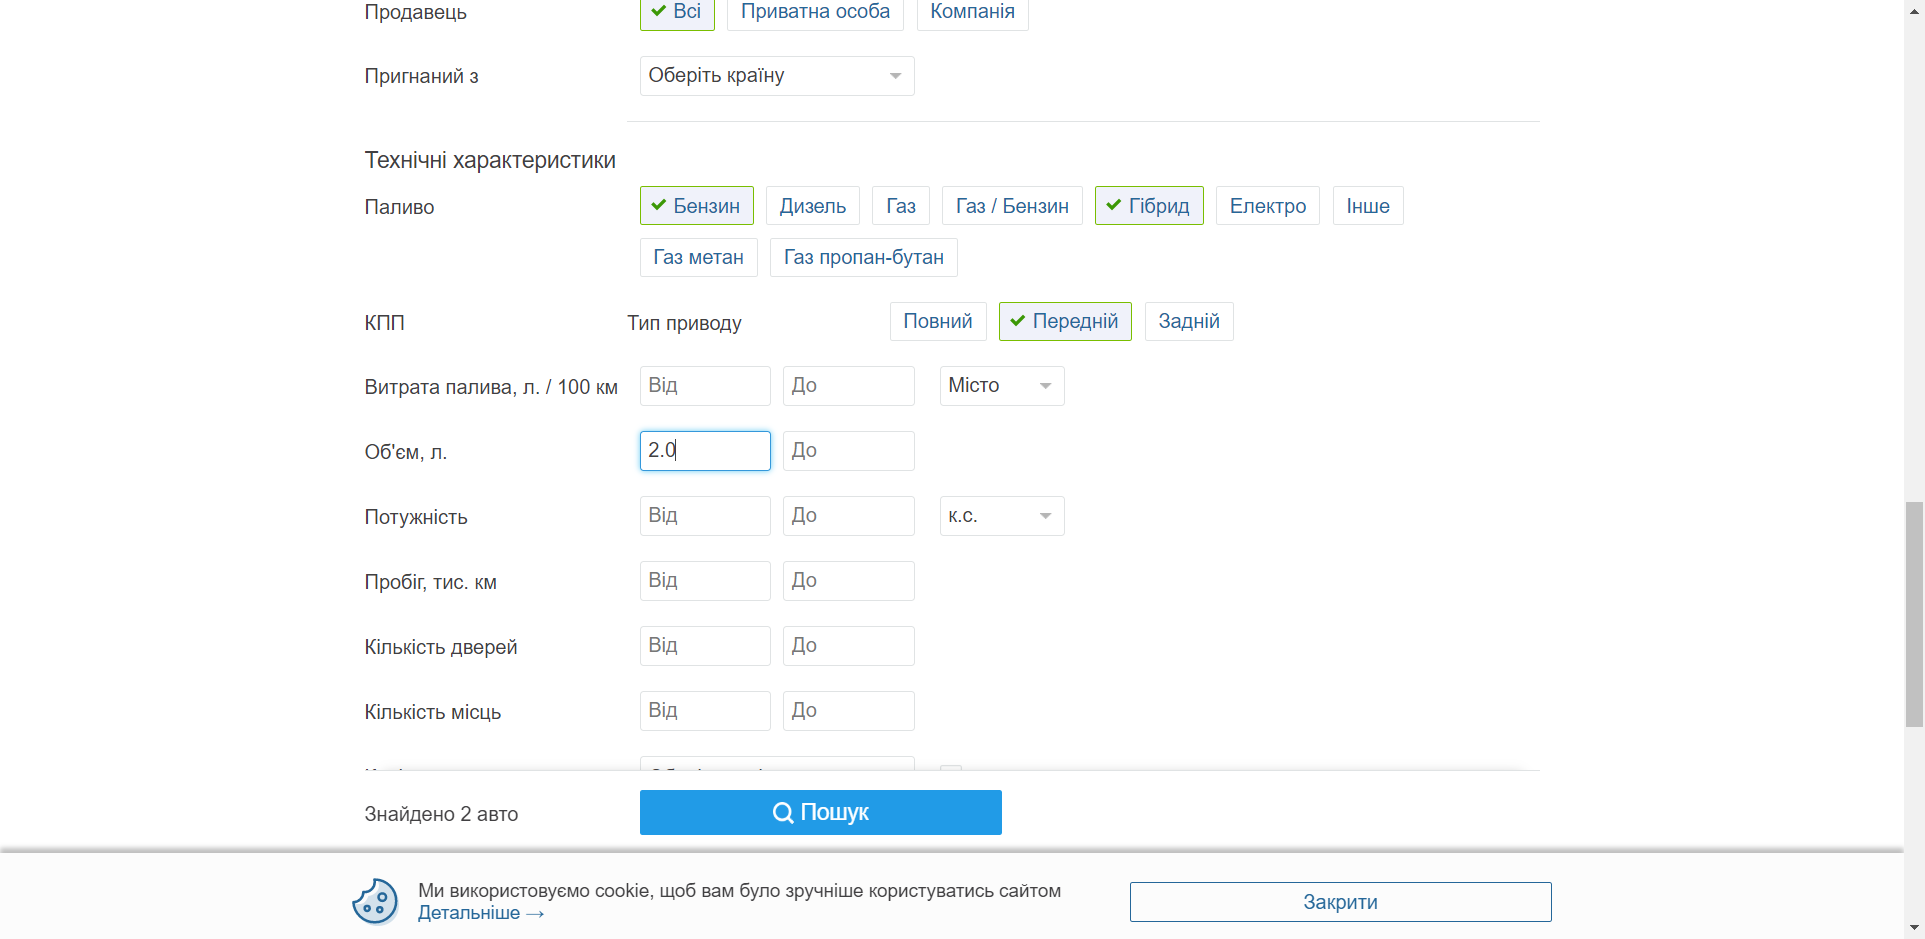 Продавець Всі Приватна особа Компанія
Пригнаний з Оберіть країну
Технічні характеристики
Паливо Бензин Дизель Газ Газ / Бензин Гібрид Електро Інше
Газ метан Газ пропан-бутан
КПП Тип приводу Повний Передній Задній
Витрата палива, л. / 100 км Від До Місто
Об'єм, л. 2.0 До
Потужність Від До к.с.
Пробіг, тис. км Від До
Кількість дверей Від До
Кількість місць Від До
Знайдено 2 авто Пошук
Ми використовуємо cookie, щоб вам було зручніше користуватись сайтом
Детальніше →
Закрити